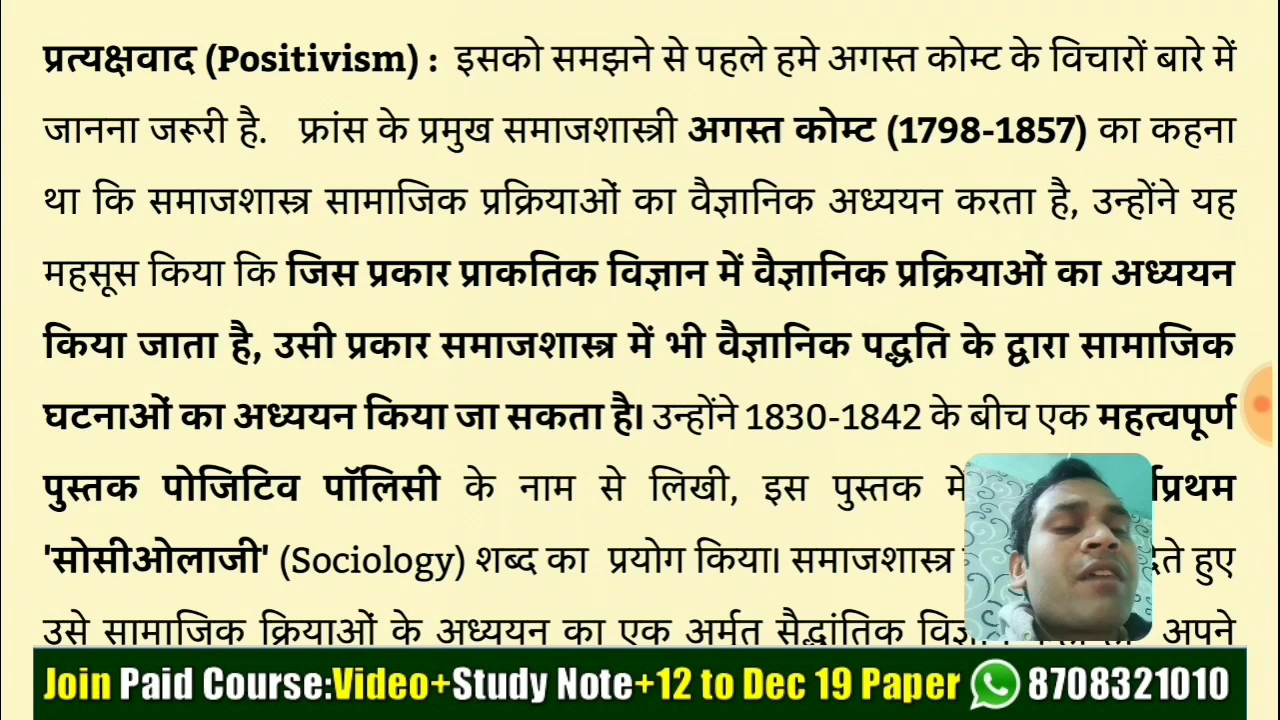 प्रत्यक्षवाद (Positivism) : इसको समझने से पहले हमे अगस्त कोम्ट के विचारों बारे में
जानना जरूरी है. फ्रांस के प्रमुख समाजशास्त्री अगस्त कोम्ट (1798-1857) का कहना
था कि समाजशास्त्र सामाजिक प्रक्रियाओं का वैज्ञानिक अध्ययन करता है, उन्होंने यह
महसूस किया कि जिस प्रकार प्राकतिक विज्ञान में वैज्ञानिक प्रक्रियाओं का अध्ययन
किया जाता है, उसी प्रकार समाजशास्त्र में भी वैज्ञानिक पद्धति के द्वारा सामाजिक
घटनाओं का अध्ययन किया जा सकता है। उन्होंने 1830-1842 के बीच एक महत्वपूर्ण
पुस्तक पोजिटिव पॉलिसी के नाम से लिखी, इस पुस्तक में
'सोसीओलाजी' (Sociology) शब्द का प्रयोग किया। समाजशास्त्र हुए
उसे सामाजिक क्रियाओं के अध्ययन का एक अर्मत सैद्धांतिक अपने
Join Paid Course:Video+Study Note+12 to Dec 19 Paper 8708321010